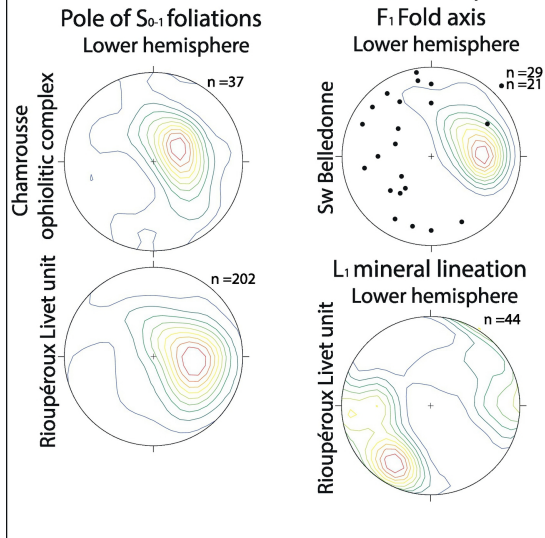 Pole of S0-1 foliations
Lower hemisphere
n =37
Chamrousse
ophiolitic complex
n =202
Rioupéroux Livet unit
F1 Fold axis
Lower hemisphere
n =29
n =21
Sw Belledonne
L1 mineral lineation
Lower hemisphere
n =44
Rioupéroux Livet unit